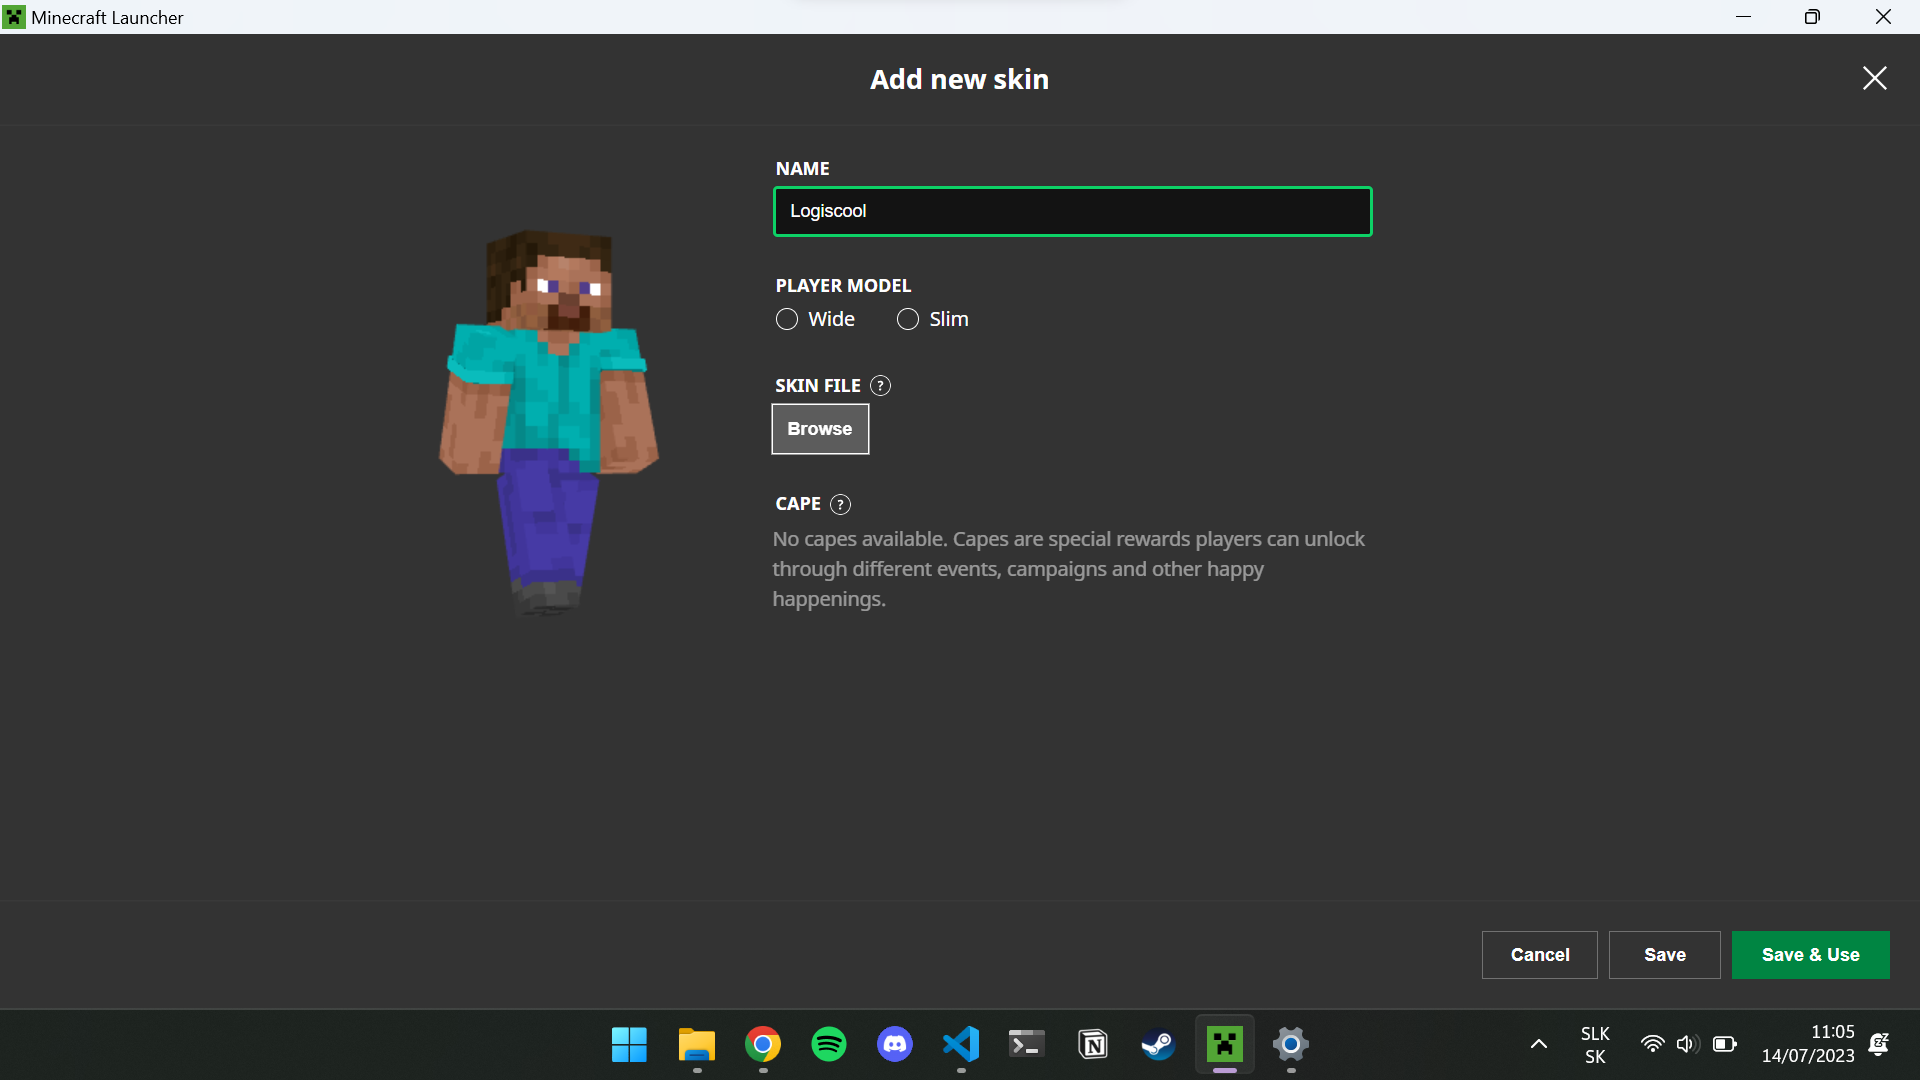 Minecraft Launcher
Add new skin
NAME
Logiscool
PLAYER MODEL
Wide Slim
SKIN FILE ?
Browse
CAPE ?
No capes available. Capes are special rewards players can unlock
through different events, campaigns and other happy
happenings.
Cancel Save Save & Use
SLK
SK
11:05
14/07/2023